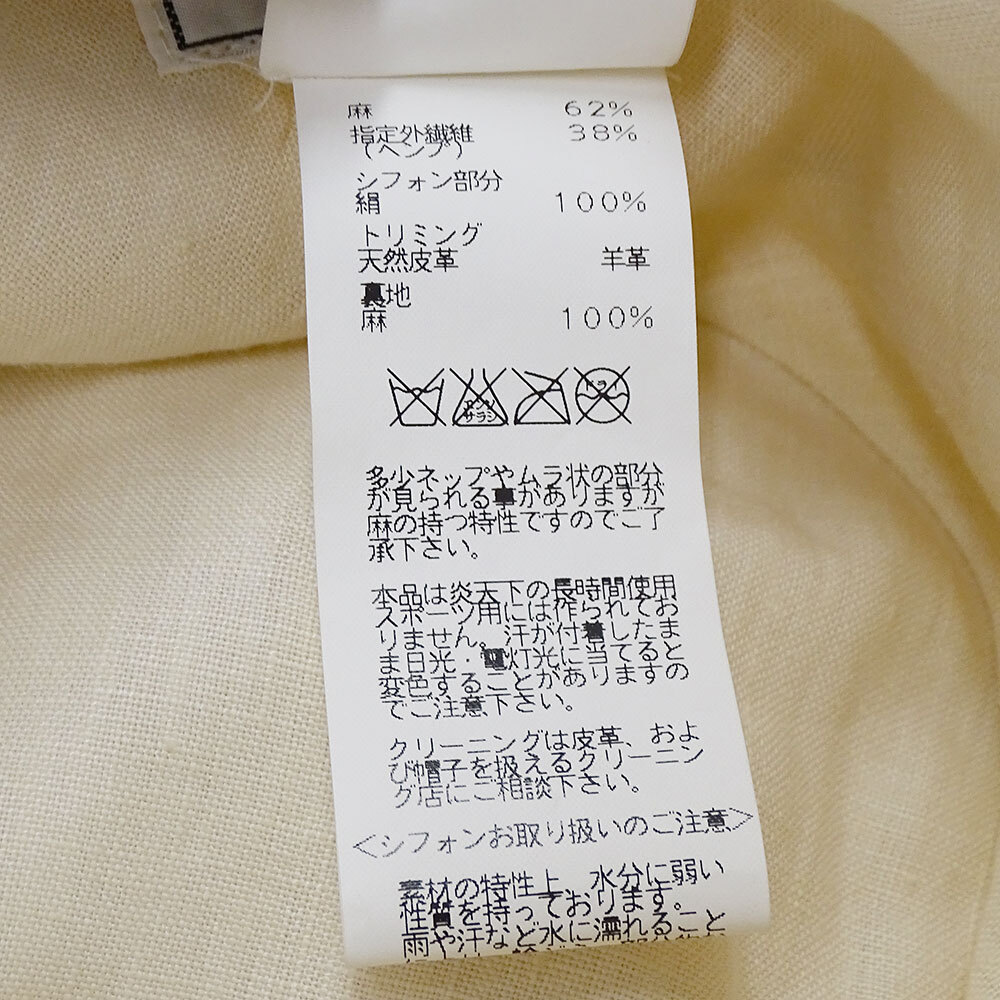 麻 62%
指定外繊維 38%
(ヘンプ)
シフォン部分
絹 100%
トリミング
天然皮革 羊革
裏地
麻 100%
エンソ
サラシ
ドライ
多少ネップやムラ状の部分
が見られる事がありますが
麻の持つ特性ですのでご了
承下さい。
本品は炎天下の長時間使用
スポーツ用には作られてお
りません。汗が付着したま
ま日光・電灯光に当てると
変色することがありますの
でご注意下さい。
クリーニングは皮革、およ
び帽子を扱えるクリーニン
グ店にご相談下さい。
<シフォンお取り扱いのご注意>
素材の特性上、水分に弱い
性質を持っております。
雨や汗など水に濡れること